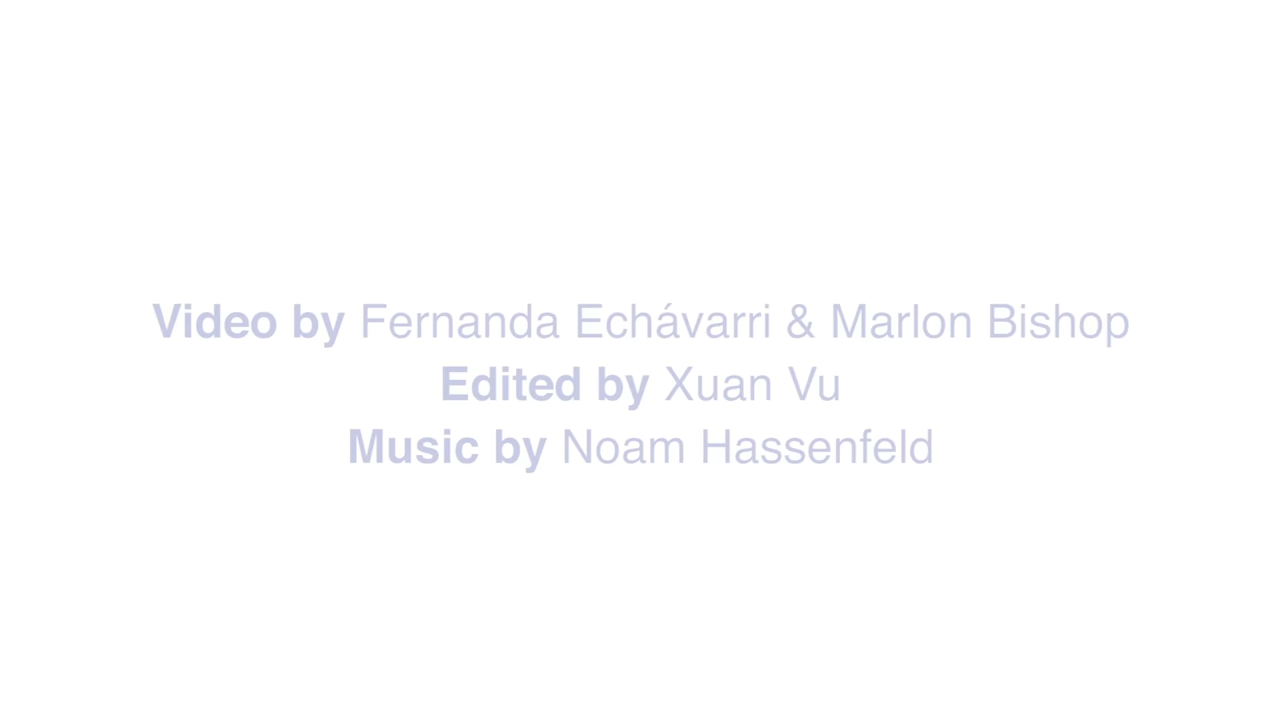 Video by Fernanda Echávarri & Marlon Bishop
Edited by Xuan Vu
Music by Noam Hassenfeld